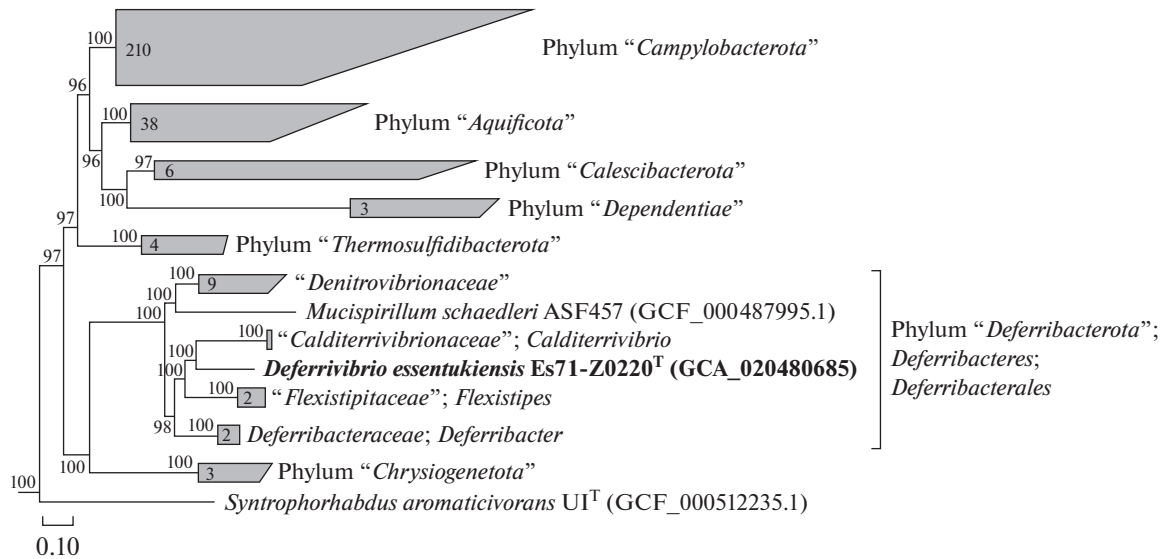 100
210
Phylum “Campylobacterota”
96
100
38
Phylum “Aquificota”
96
97
6
Phylum “Calescibacterota”
100
3
Phylum “Dependentiae”
97
100
4
Phylum “Thermosulfidibacterota”
97
100
9
“Denitrovibrionaceae”
100
Mucispirillum schaedleri ASF457 (GCF_000487995.1)
100
100
“Calditerrivibrionaceae”; Calditerrivibrio
100
Deferrivibrio essentukiensis Es71-Z0220T (GCA_020480685)
100
100
2
“Flexistipitaceae”; Flexistipes
98
100
2
Deferribacteraceae; Deferribacter
Phylum “Deferribacterota”;
Deferribacteres;
Deferribacterales
100
100
3
Phylum “Chrysiogenetota”
100
Syntrophorhabdus aromaticivorans UIT (GCF_000512235.1)
0.10